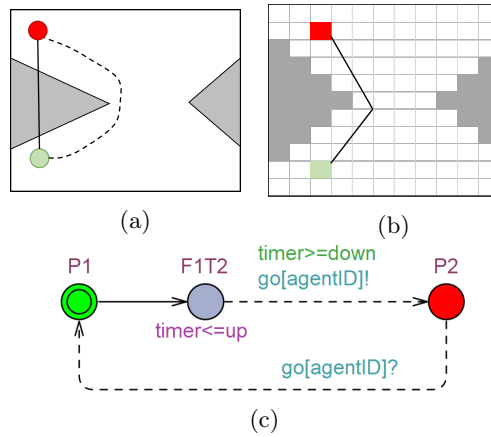 (a)
(b)
P1
F1T2
timer>=down
go[agentID]!
P2
timer<=up
go[agentID]?
(c)